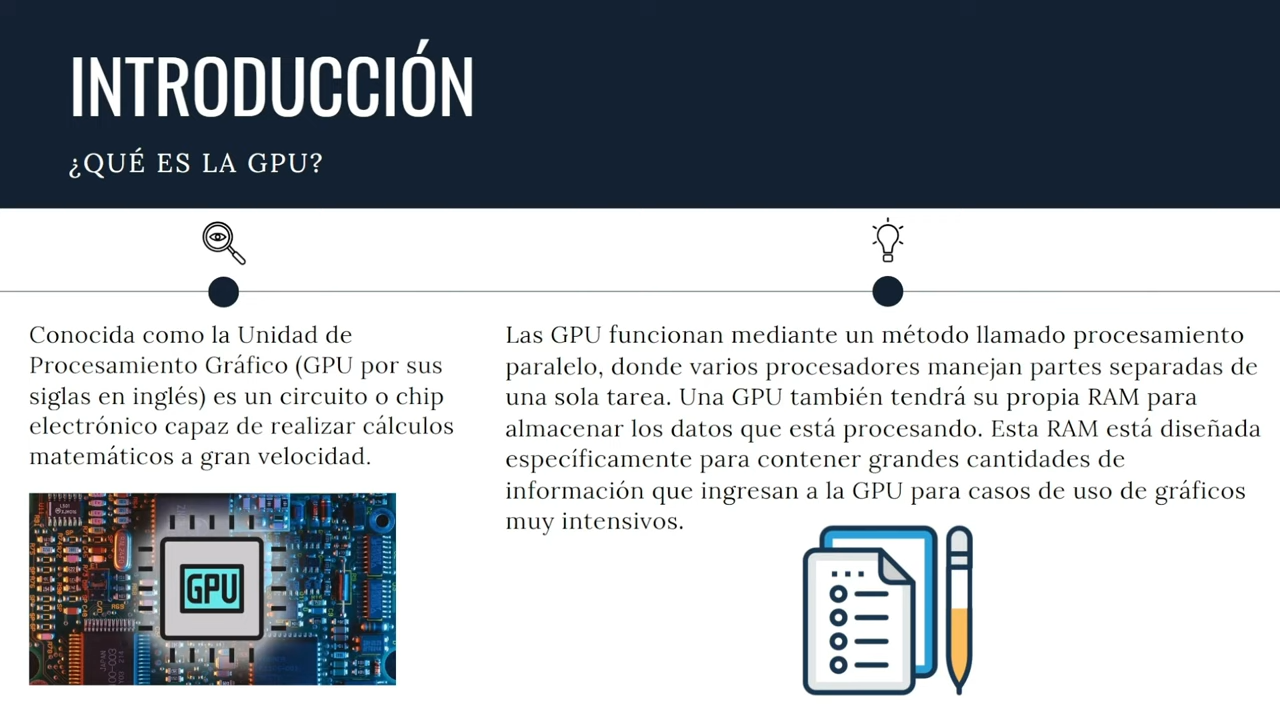 INTRODUCCIÓN
¿QUÉ ES LA GPU?
Conocida como la Unidad de
Procesamiento Gráfico (GPU por sus
siglas en inglés) es un circuito o chip
electrónico capaz de realizar cálculos
matemáticos a gran velocidad.
Las GPU funcionan mediante un método llamado procesamiento
paralelo, donde varios procesadores manejan partes separadas de
una sola tarea. Una GPU también tendrá su propia RAM para
almacenar los datos que está procesando. Esta RAM está diseñada
específicamente para contener grandes cantidades de
información que ingresan a la GPU para casos de uso de gráficos
muy intensivos.
GPU